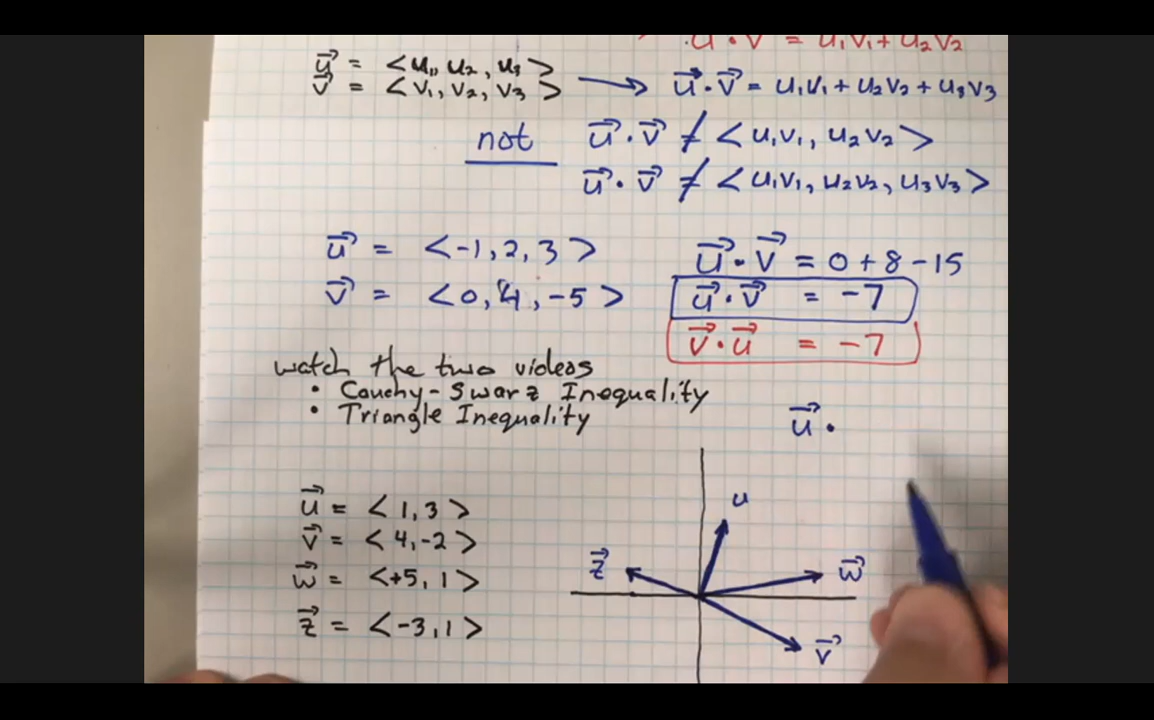 u⃗ · v⃗ = u₁v₁ + u₂v₂
u⃗ = <u₁, u₂, u₃>
v⃗ = <v₁, v₂, v₃> → u⃗ · v⃗ = u₁v₁ + u₂v₂ + u₃v₃
not u⃗ · v⃗ ≠ <u₁v₁, u₂v₂>
u⃗ · v⃗ ≠ <u₁v₁, u₂v₂, u₃v₃>
u⃗ = <-1, 2, 3> u⃗ · v⃗ = 0 + 8 - 15
v⃗ = <0, 4, -5> u⃗ · v⃗ = -7
v⃗ · u⃗ = -7
watch the two videos
• Cauchy-Swarz Inequality
• Triangle Inequality
u⃗ ·
u⃗ = <1, 3>
v⃗ = <4, -2>
w⃗ = <+5, 1>
z⃗ = <-3, 1>
u
z⃗
w⃗
v⃗